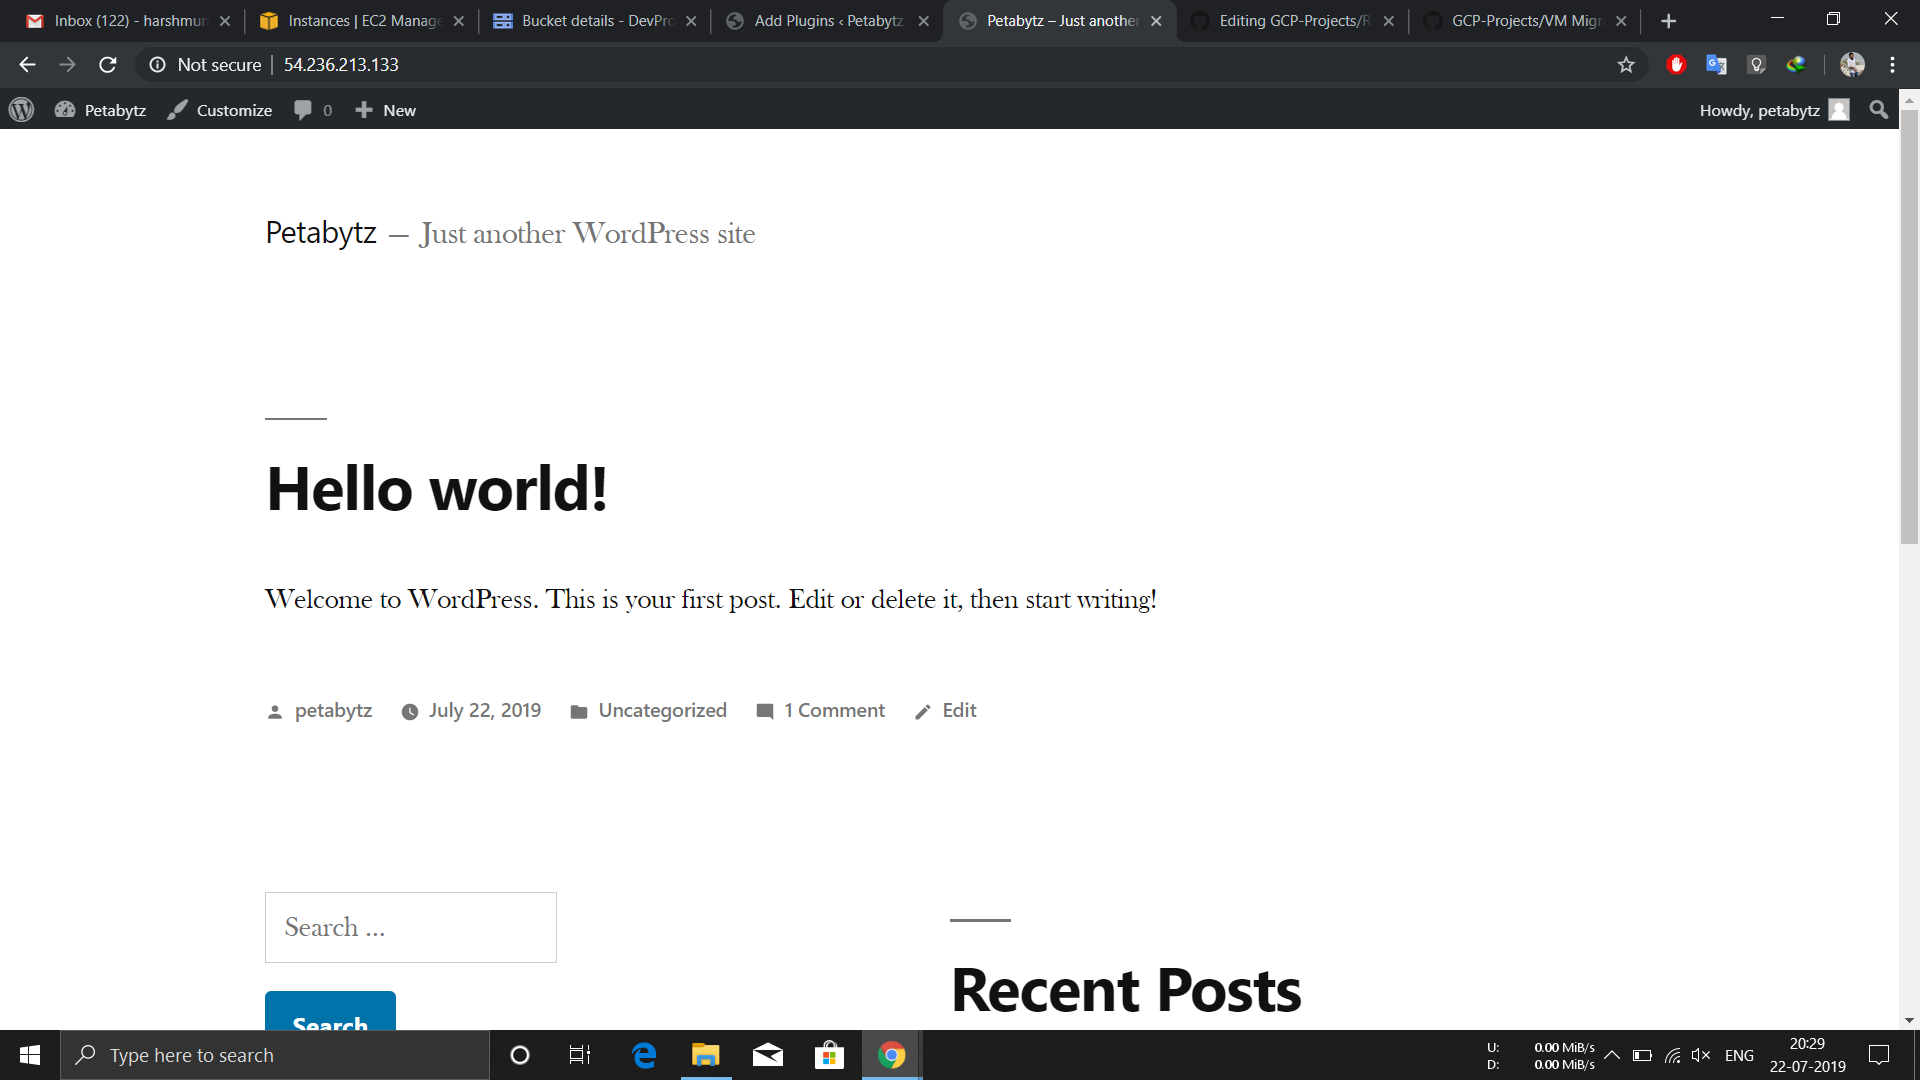 Inbox (122) - harshmun
Instances | EC2 Manage
Bucket details - DevPro
Add Plugins ‹ Petabytz
Petabytz – Just another
Editing GCP-Projects/R
GCP-Projects/VM Migr
Not secure | 54.236.213.133
Petabytz
Customize
0
New
Howdy, petabytz
Petabytz — Just another WordPress site
Hello world!
Welcome to WordPress. This is your first post. Edit or delete it, then start writing!
petabytz July 22, 2019 Uncategorized 1 Comment Edit
Search ...
Search
Recent Posts
Type here to search
U: 0.00 MiB/s
D: 0.00 MiB/s
ENG
20:29
22-07-2019